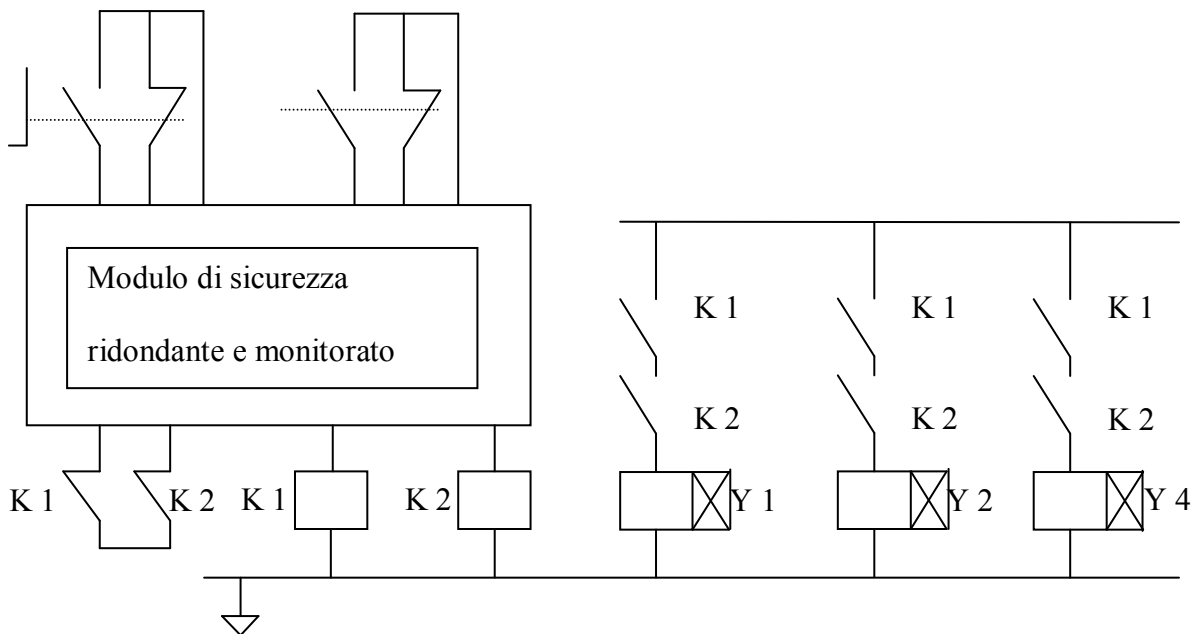 Modulo di sicurezza
ridondante e monitorato
K 1
K 1
K 1
K 2
K 2
K 2
K 1
K 2
K 1
K 2
Y 1
Y 2
Y 4